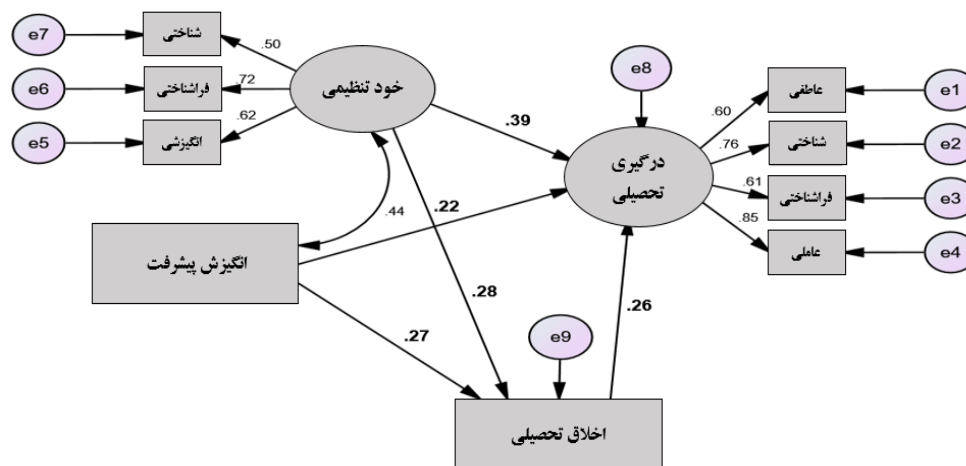 e7
شناختی
.50
e6
فراشناختی
.72
e5
انگیزشی
.62
خود تنظیمی
e8
.39
درگیری
تحصیلی
.60
عاطفی
e1
.76
شناختی
e2
.61
فراشناختی
e3
.85
عاملی
e4
.44
.22
انگیزش پیشرفت
.28
.27
.26
e9
اخلاق تحصیلی